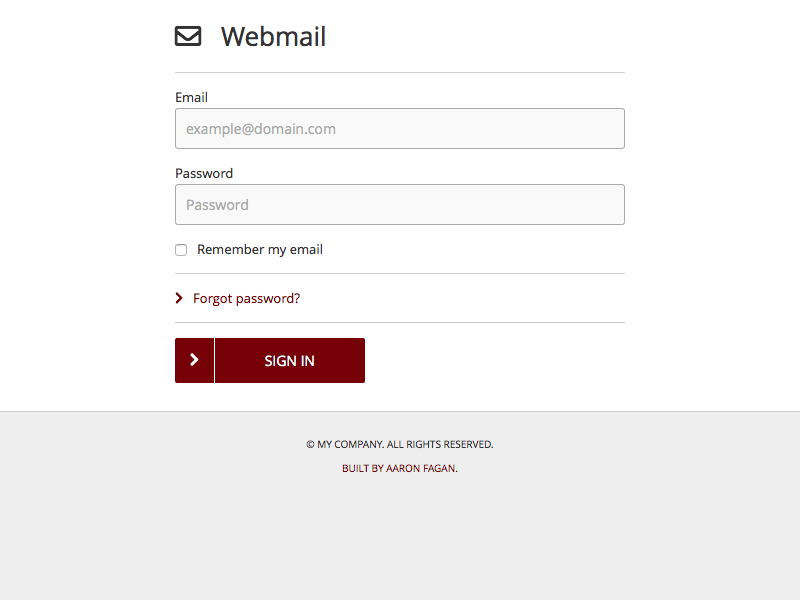 Webmail
Email
example@domain.com
Password
Password
Remember my email
Forgot password?
SIGN IN
© MY COMPANY. ALL RIGHTS RESERVED.
BUILT BY AARON FAGAN.